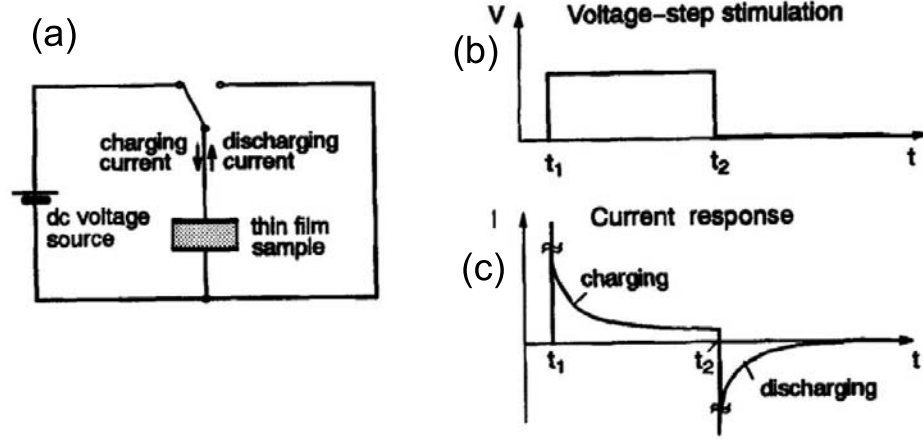 (a)
charging
current
discharging
current
dc voltage
source
thin film
sample
(b)
V
Voltage-step stimulation
t1
t2
t
(c)
I
Current response
charging
t1
t2
t
discharging